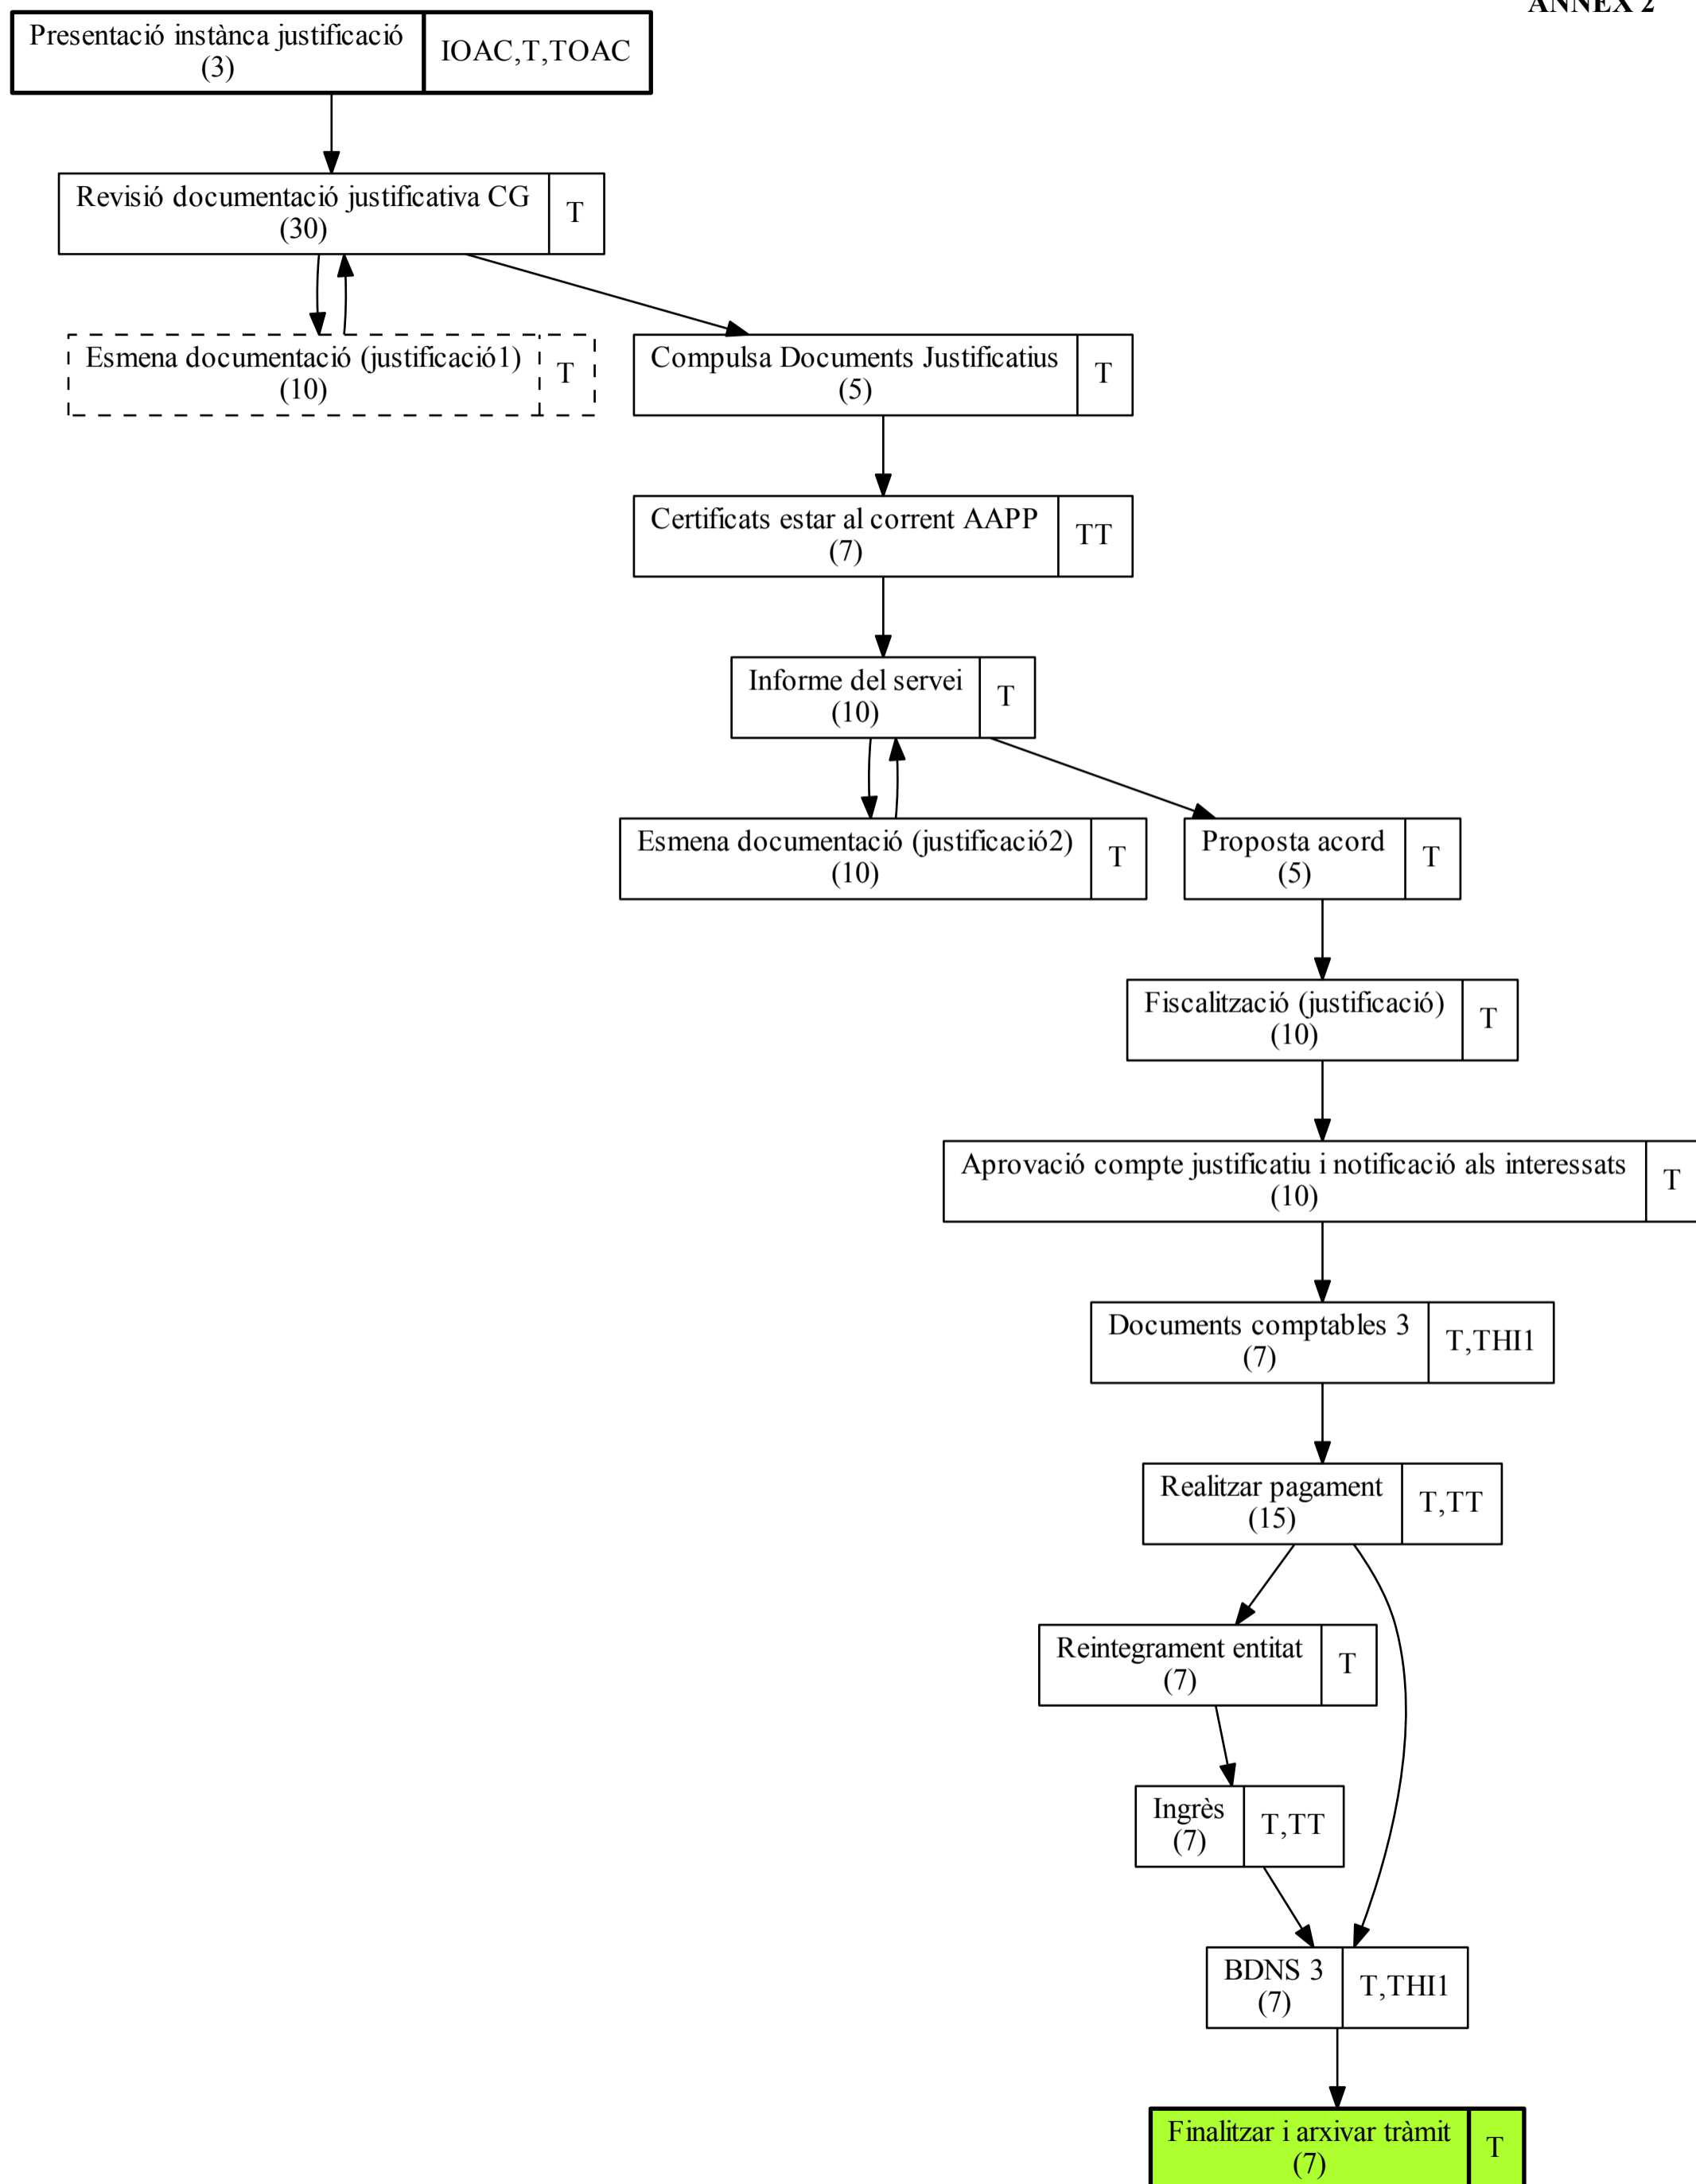 ANNEX 2
Presentació instànca justificació
(3)
IOAC,T,TOAC
Revisió documentació justificativa CG
(30)
T
Esmena documentació (justificació1)
(10)
T
Compulsa Documents Justificatius
(5)
T
Certificats estar al corrent AAPP
(7)
TT
Informe del servei
(10)
T
Esmena documentació (justificació2)
(10)
T
Proposta acord
(5)
T
Fiscalització (justificació)
(10)
T
Aprovació compte justificatiu i notificació als interessats
(10)
T
Documents comptables 3
(7)
T,THI1
Realitzar pagament
(15)
T,TT
Reintegrament entitat
(7)
T
Ingrès
(7)
T,TT
BDNS 3
(7)
T,THI1
Finalitzar i arxivar tràmit
(7)
T